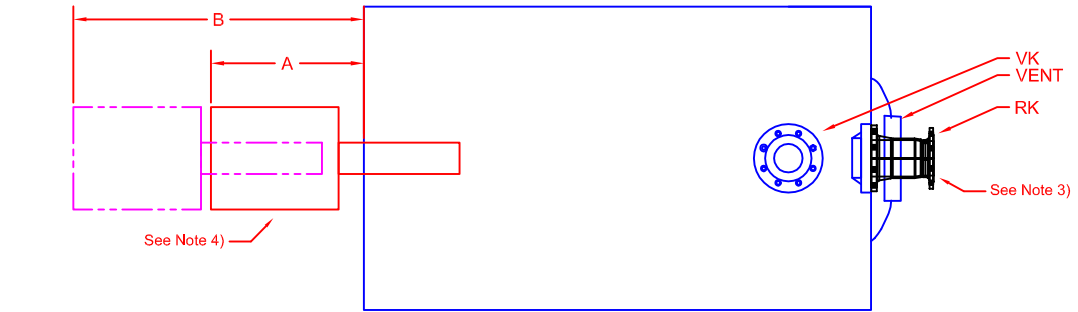 B
A
VK
VENT
RK
See Note 3)
See Note 4)